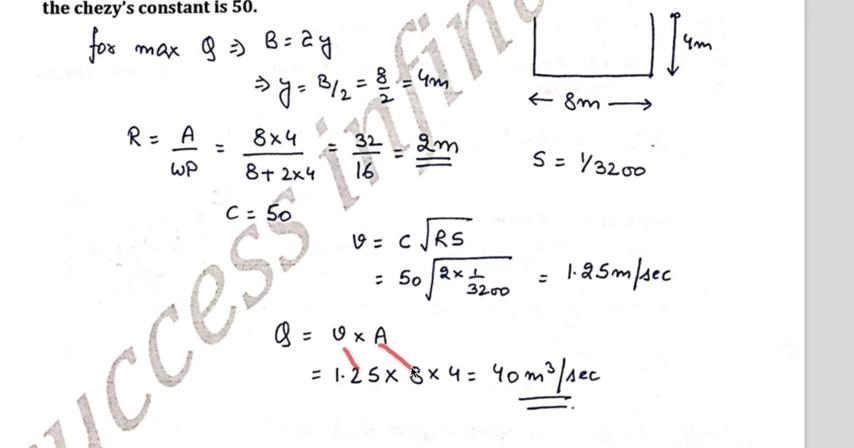 the chezy's constant is 50.
for max Q ⇒ B = 2y
⇒ y = B/2 = 8/2 = 4m
4m
← 8m →
R = A/WP = 8×4/8+2×4 = 32/16 = 2m
S = 1/3200
C = 50
v = C √RS
= 50 √2×1/3200 = 1.25m/sec
Q = v × A
= 1.25 × 8 × 4 = 40 m³/sec
success infin